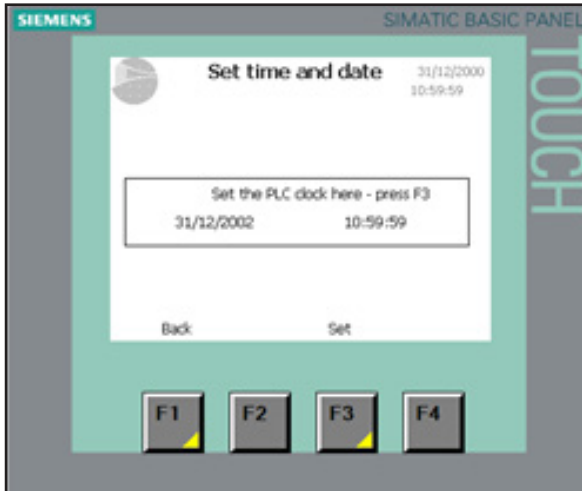 SIEMENS
SIMATIC BASIC PANEL
TOUCH
Set time and date
31/12/2000
10:59:59
Set the PLC clock here - press F3
31/12/2002 10:59:59
Back Set
F1 F2 F3 F4